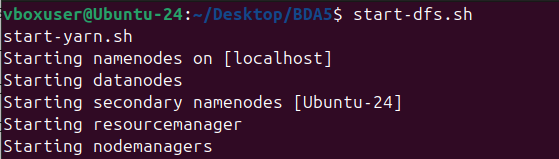 vboxuser@Ubuntu-24:~/Desktop/BDA5$ start-dfs.sh
start-yarn.sh
Starting namenodes on [localhost]
Starting datanodes
Starting secondary namenodes [Ubuntu-24]
Starting resourcemanager
Starting nodemanagers